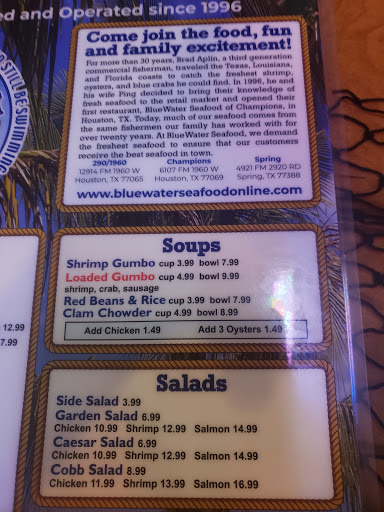 ed and Operated since 1996
STILL BE SWIMMING
Come join the food, fun
and family excitement!
For more than 30 years, Brad Aplin, a third generation
commercial fisherman, traveled the Texas, Louisiana,
and Florida coasts to catch the freshest shrimp,
oysters, and blue crabs he could find. In 1996, he and
his wife Ping decided to bring their knowledge of
fresh seafood to the retail market and opened their
first restaurant, BlueWater Seafood of Champions, in
Houston, TX. Today, much of our seafood comes from
the same fishermen our family has worked with for
over twenty years. At BlueWater Seafood, we demand
the freshest seafood to ensure that our customers
receive the best seafood in town.
290/1960 Champions Spring
12914 FM 1960 W 6107 FM 1960 W 4921 FM 2920 RD
Houston, TX 77065 Houston, TX 77069 Spring, TX 77388
www.bluewaterseafoodonline.com
Soups
Shrimp Gumbo cup 3.99 bowl 7.99
Loaded Gumbo cup 4.99 bowl 9.99
shrimp, crab, sausage
Red Beans & Rice cup 3.99 bowl 7.99
Clam Chowder cup 4.99 bowl 8.99
Add Chicken 1.49 Add 3 Oysters 1.49
12.99
7.99
Salads
Side Salad 3.99
Garden Salad 6.99
Chicken 10.99 Shrimp 12.99 Salmon 14.99
Caesar Salad 6.99
Chicken 10.99 Shrimp 12.99 Salmon 14.99
Cobb Salad 8.99
Chicken 11.99 Shrimp 13.99 Salmon 16.99